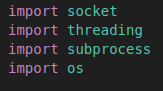 import socket
import threading
import subprocess
import os